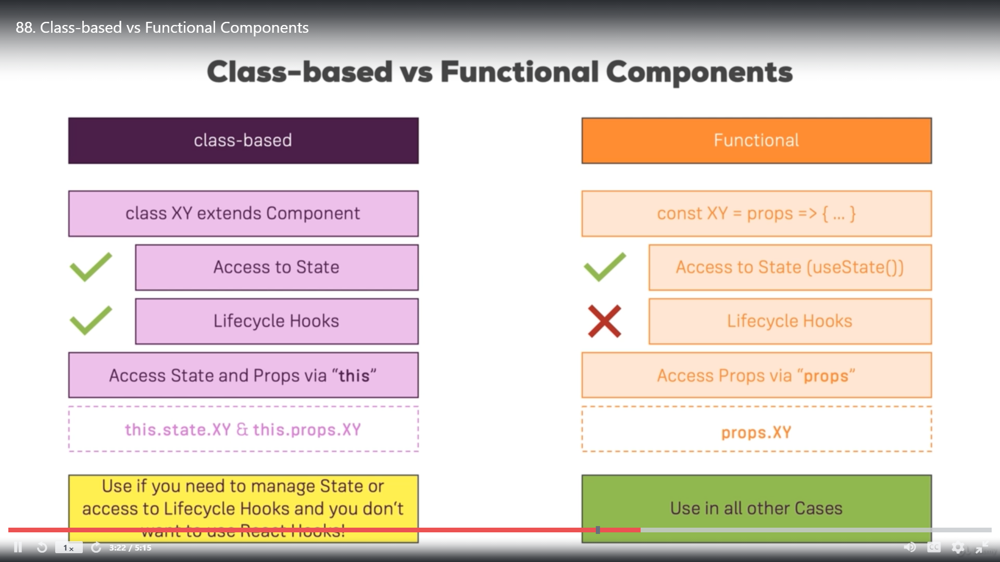 88. Class-based vs Functional Components
Class-based vs Functional Components
class-based
Functional
class XY extends Component
const XY = props => { ... }
Access to State
Access to State (useState())
Lifecycle Hooks
Lifecycle Hooks
Access State and Props via “this”
Access Props via “props”
this.state.XY & this.props.XY
props.XY
Use if you need to manage State or
access to Lifecycle Hooks and you don‘t
want to use React Hooks!
Use in all other Cases
1x
3:22 / 5:15
CC